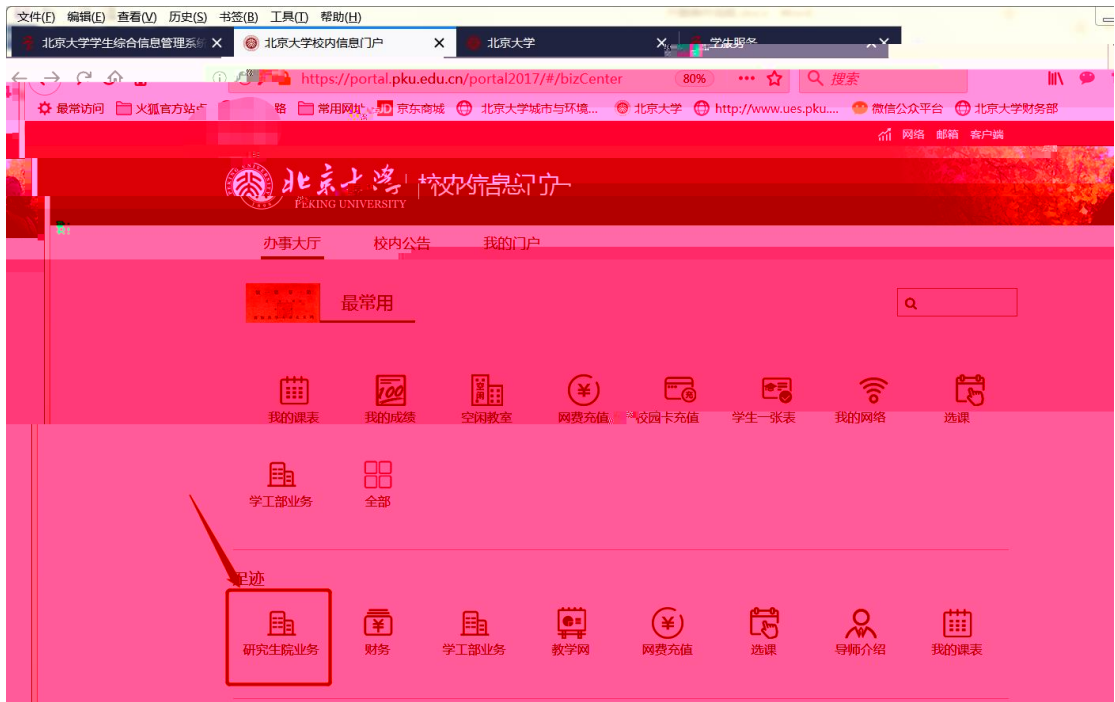 文件(F) 编辑(E) 查看(V) 历史(S) 书签(B) 工具(T) 帮助(H)
北京大学学生综合信息管理系统 北京大学校内信息门户 北京大学 学生服务
https://portal.pku.edu.cn/portal2017/#/bizCenter 80% 搜索
最常访问 火狐官方站点 常用网址 JD 京东商城 北京大学城市与环境... 北京大学 http://www.ues.pku.... 微信公众平台 北京大学财务部
网络 邮箱 客户端
北京大学 校内信息门户
PEKING UNIVERSITY
办事大厅 校内公告 我的门户
最常用
我的课表 我的成绩 空闲教室 网费充值 校园卡充值 学生一张表 我的网络 选课
学工部业务 全部
足迹
研究生院业务 财务 学工部业务 教学网 网费充值 选课 导师介绍 我的课表